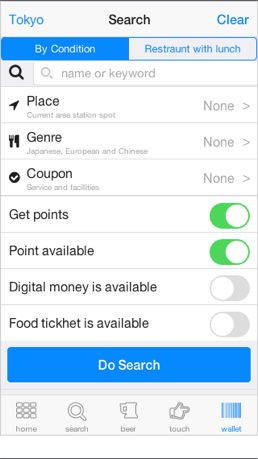 Tokyo Search Clear
By Condition Restraunt with lunch
name or keyword
Place None >
Current area station spot
Genre None >
Japanese, European and Chinese
Coupon None >
Service and facillities
Get points
Point available
Digital money is available
Food tickhet is available
Do Search
home search beer touch wallet